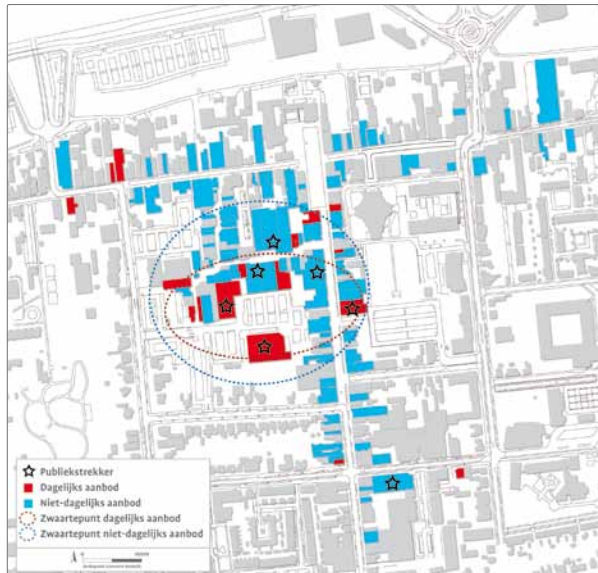 Publiekstrekker
Dagelijks aanbod
Niet-dagelijks aanbod
Zwaartepunt dagelijks aanbod
Zwaartepunt niet-dagelijks aanbod